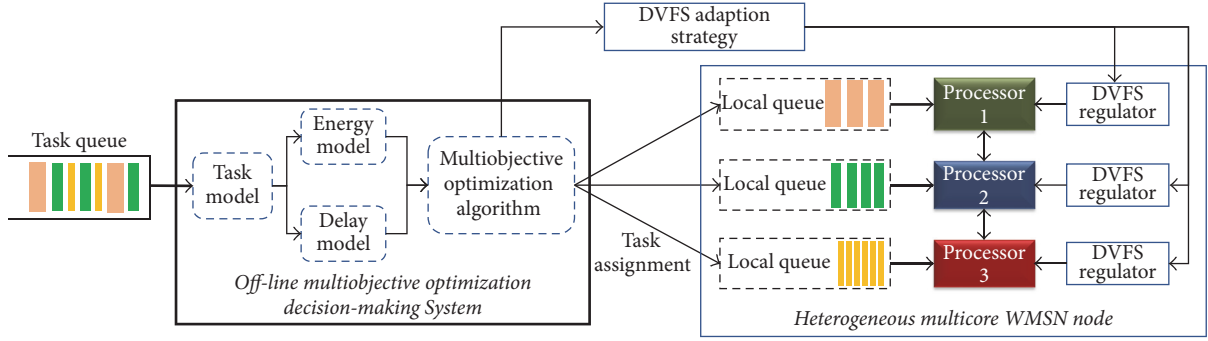 Task queue
Task
model
Energy
model
Delay
model
Multiobjective
optimization
algorithm
Off-line multiobjective optimization
decision-making System
DVFS adaption
strategy
Task
assignment
Local queue
Processor
1
DVFS
regulator
Local queue
Processor
2
DVFS
regulator
Local queue
Processor
3
DVFS
regulator
Heterogeneous multicore WMSN node